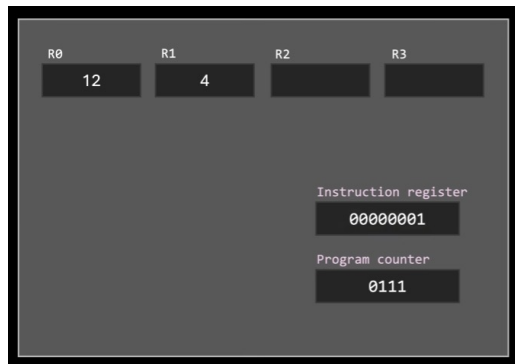 R0 R1 R2 R3
12 4
Instruction register
00000001
Program counter
0111